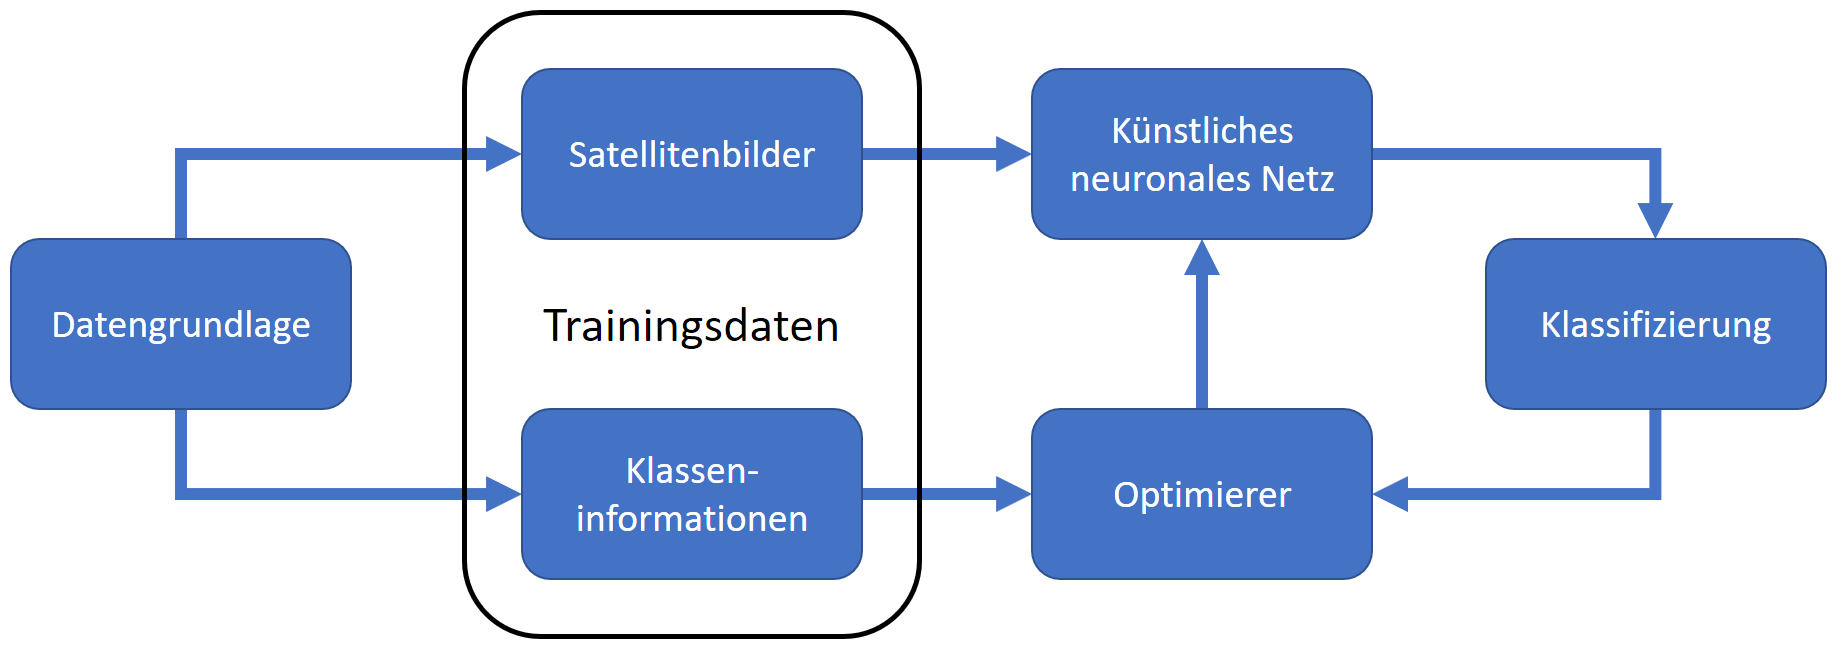 Datengrundlage
Satellitenbilder
Trainingsdaten
Klassen-
informationen
Künstliches
neuronales Netz
Optimierer
Klassifizierung